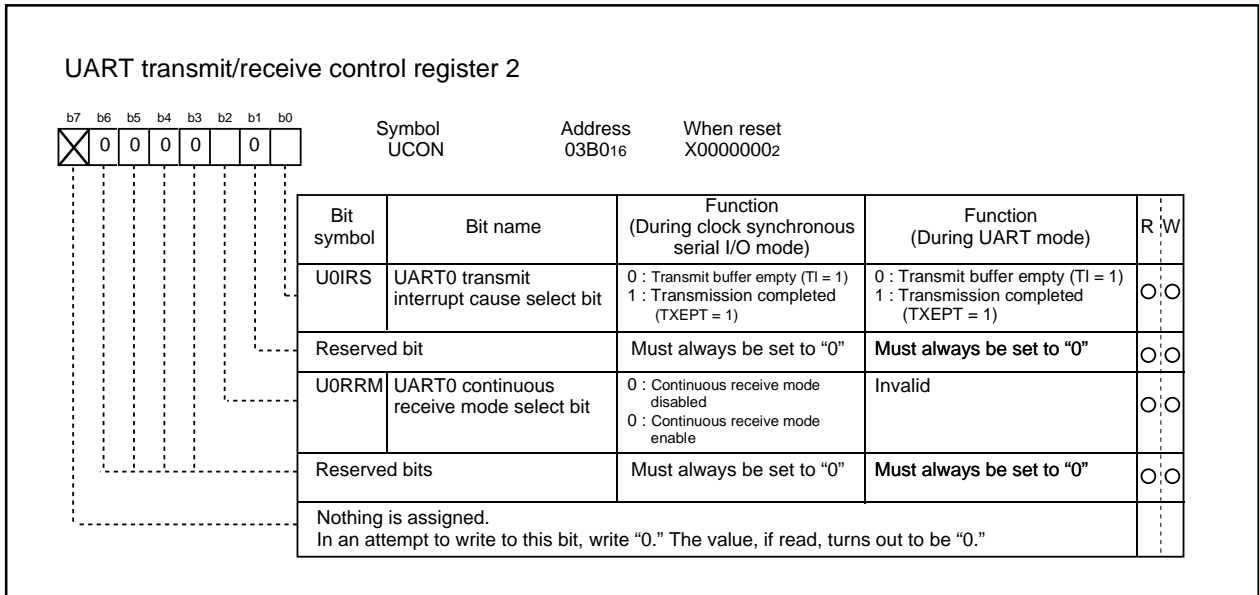 UART transmit/receive control register 2
b7 b6 b5 b4 b3 b2 b1 b0
0 0 0 0 0
Symbol Address When reset
UCON 03B016 X00000002
Bit symbol Bit name Function (During clock synchronous serial I/O mode) Function (During UART mode) R W
U0IRS UART0 transmit interrupt cause select bit
0 : Transmit buffer empty (TI = 1)
1 : Transmission completed
(TXEPT = 1)
0 : Transmit buffer empty (TI = 1)
1 : Transmission completed
(TXEPT = 1)
Reserved bit Must always be set to “0” Must always be set to “0”
U0RRM UART0 continuous
receive mode select bit
0 : Continuous receive mode
disabled
0 : Continuous receive mode
enable
Invalid
Reserved bits Must always be set to “0” Must always be set to “0”
Nothing is assigned.
In an attempt to write to this bit, write “0.” The value, if read, turns out to be “0.”